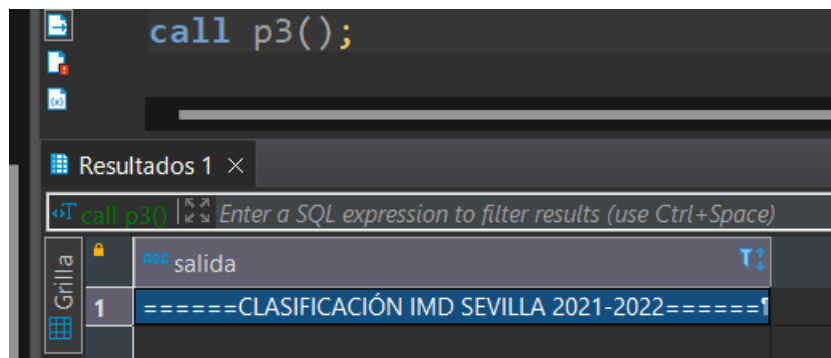 call p3();
Resultados 1 ×
T call p3() Enter a SQL expression to filter results (use Ctrl+Space)
Grilla
ABC salida
1 ======CLASIFICACIÓN IMD SEVILLA 2021-2022======¶